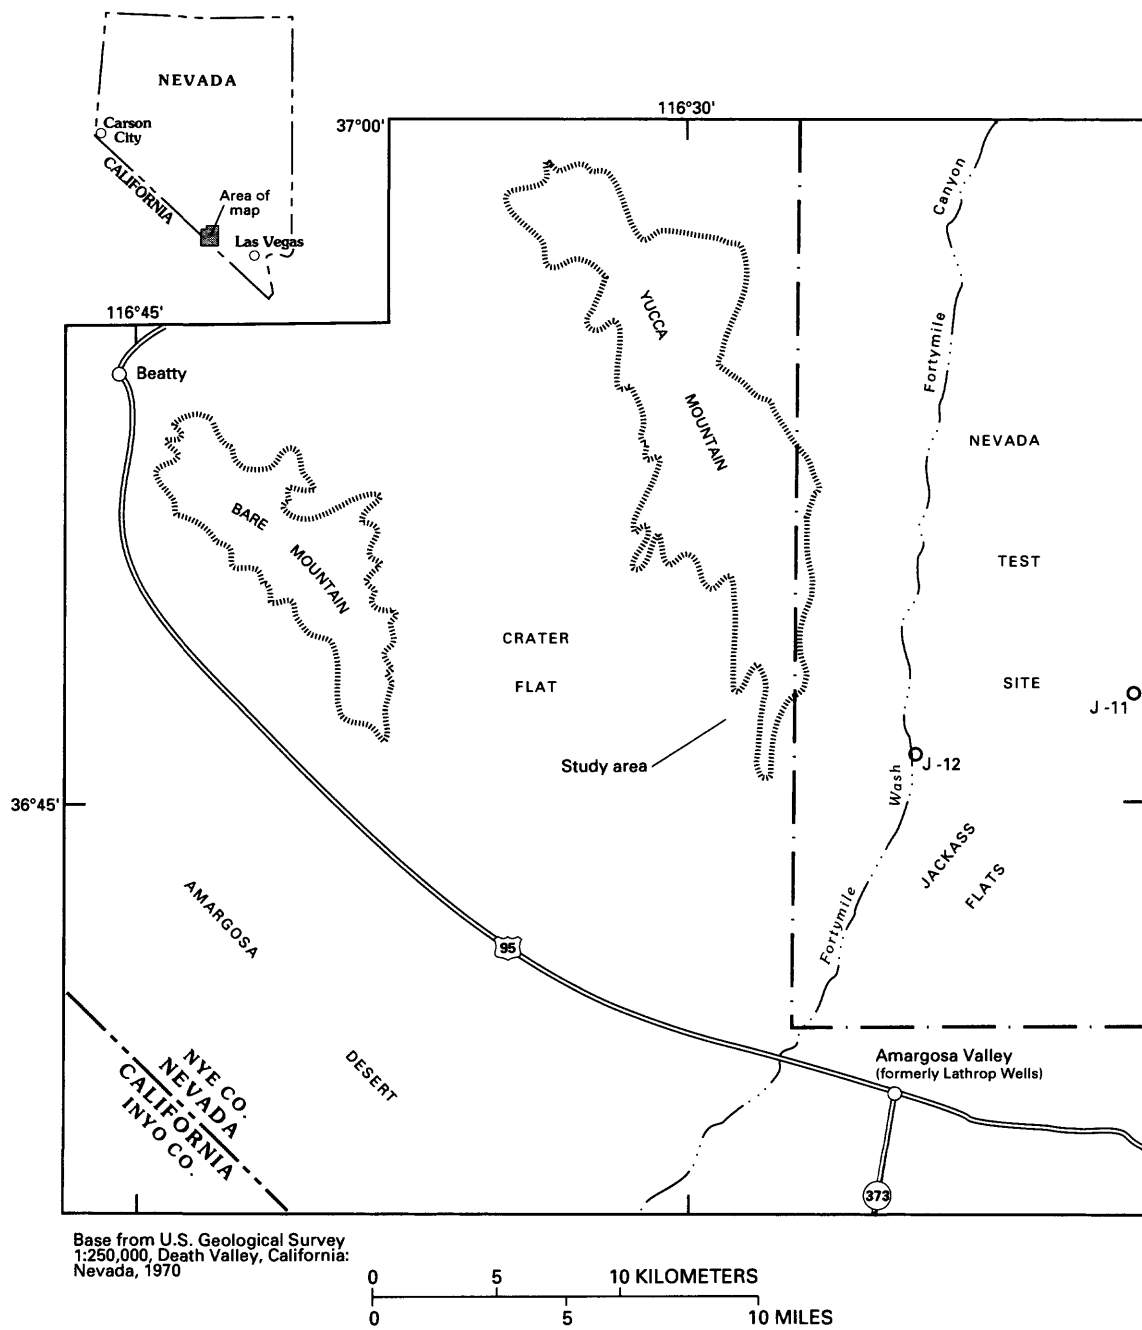 NEVADA
Carson
City
CALIFORNIA
Area of
map
Las Vegas
116°30'
37°00'
116°45'
Beatty
Canyon
Fortymile
YUCCA
MOUNTAIN
NEVADA
TEST
SITE
BARE
MOUNTAIN
CRATER
FLAT
J -11
Study area
J -12
Wash
36°45'
JACKASS
FLATS
AMARGOSA
DESERT
Fortymile
95
NYE CO.
NEVADA
CALIFORNIA
INYO CO.
Amargosa Valley
(formerly Lathrop Wells)
373
Base from U.S. Geological Survey
1:250,000, Death Valley, California:
Nevada, 1970
0 5 10 KILOMETERS
0 5 10 MILES